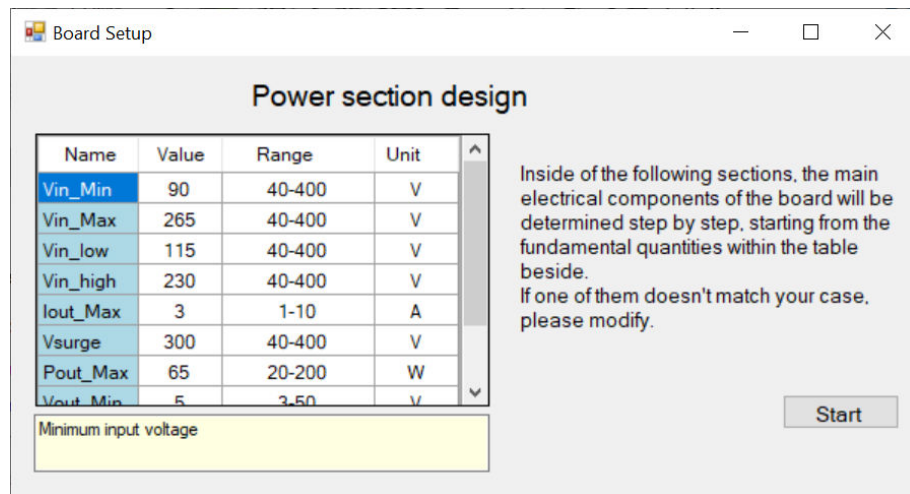 Board Setup
Power section design
Name Value Range Unit
Vin_Min 90 40-400 V
Vin_Max 265 40-400 V
Vin_low 115 40-400 V
Vin_high 230 40-400 V
Iout_Max 3 1-10 A
Vsurge 300 40-400 V
Pout_Max 65 20-200 W
Vout_Min 5 3-50 V
Minimum input voltage
Inside of the following sections, the main
electrical components of the board will be
determined step by step, starting from the
fundamental quantities within the table
beside.
If one of them doesn't match your case,
please modify.
Start